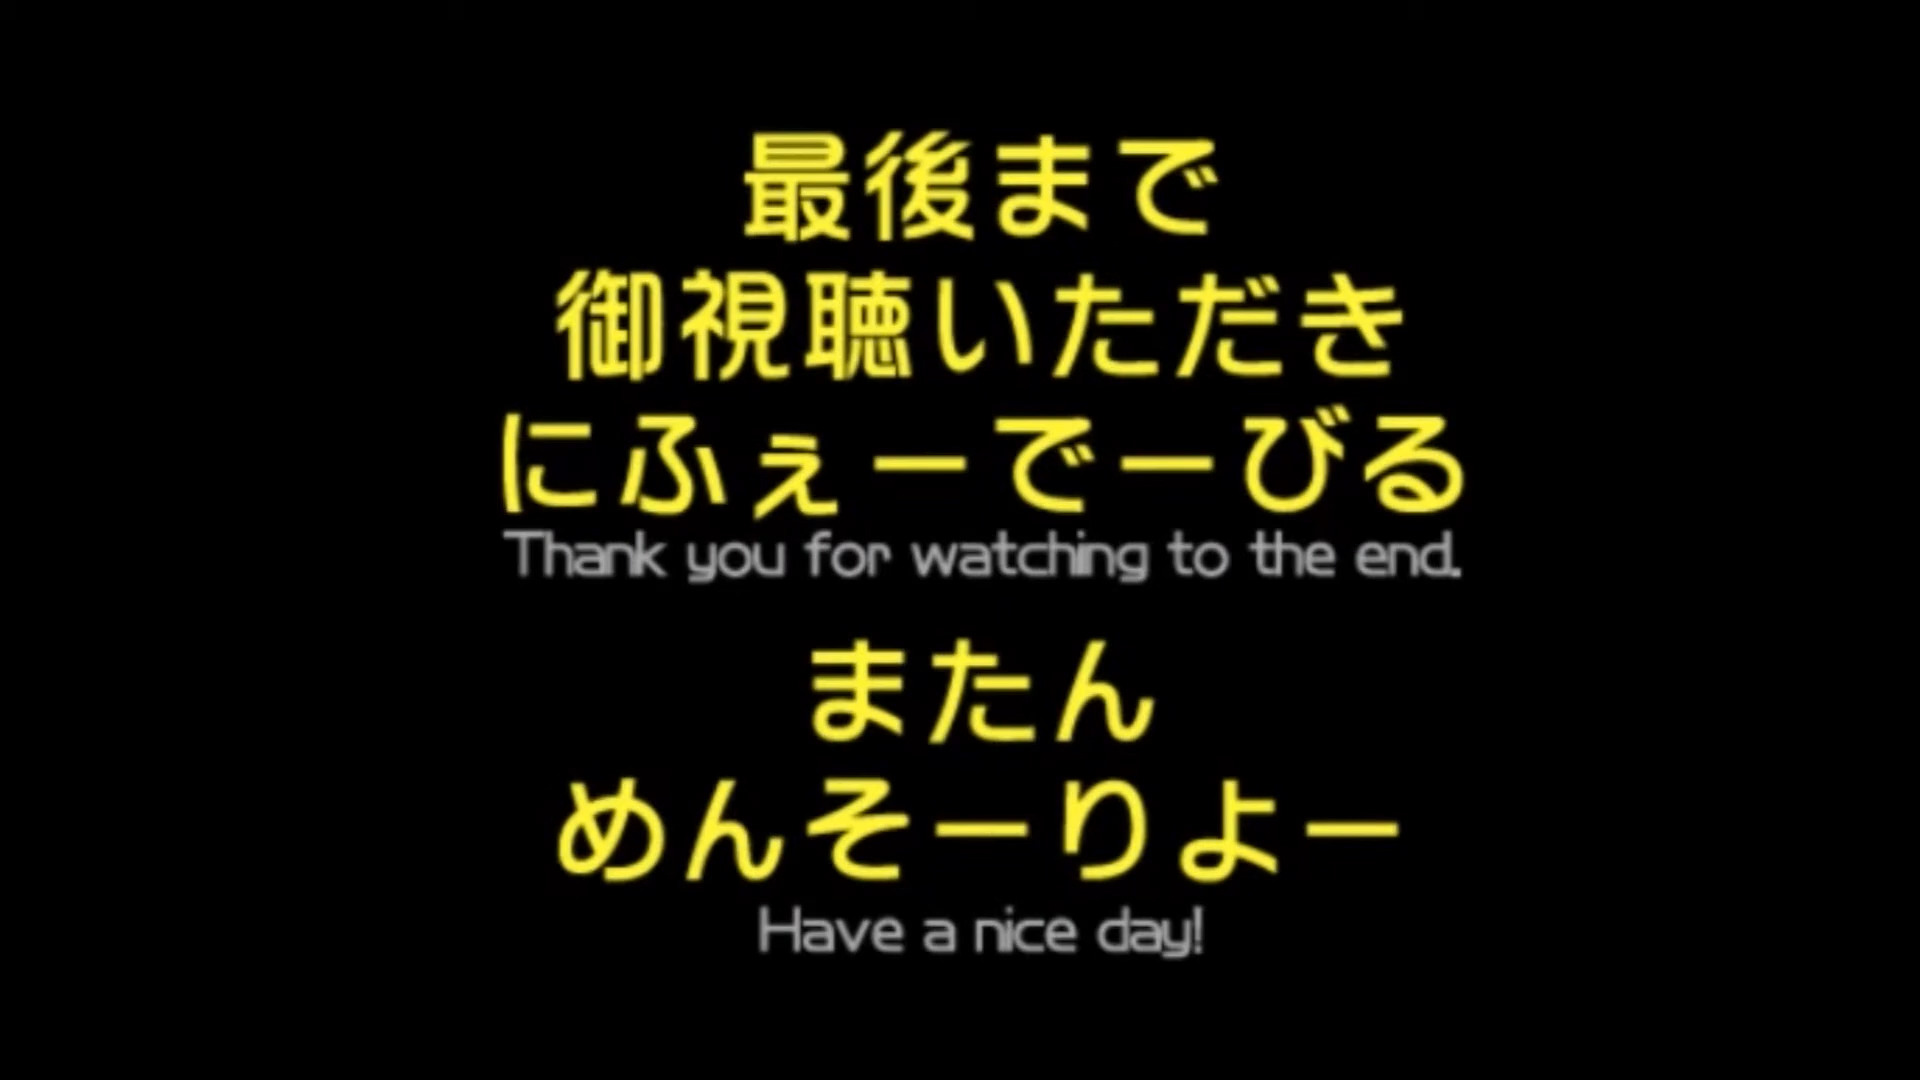 最後まで
御視聴いただき
にふぇーでーびる
Thank you for watching to the end.
またん
めんそーりよー
Have a nice day!